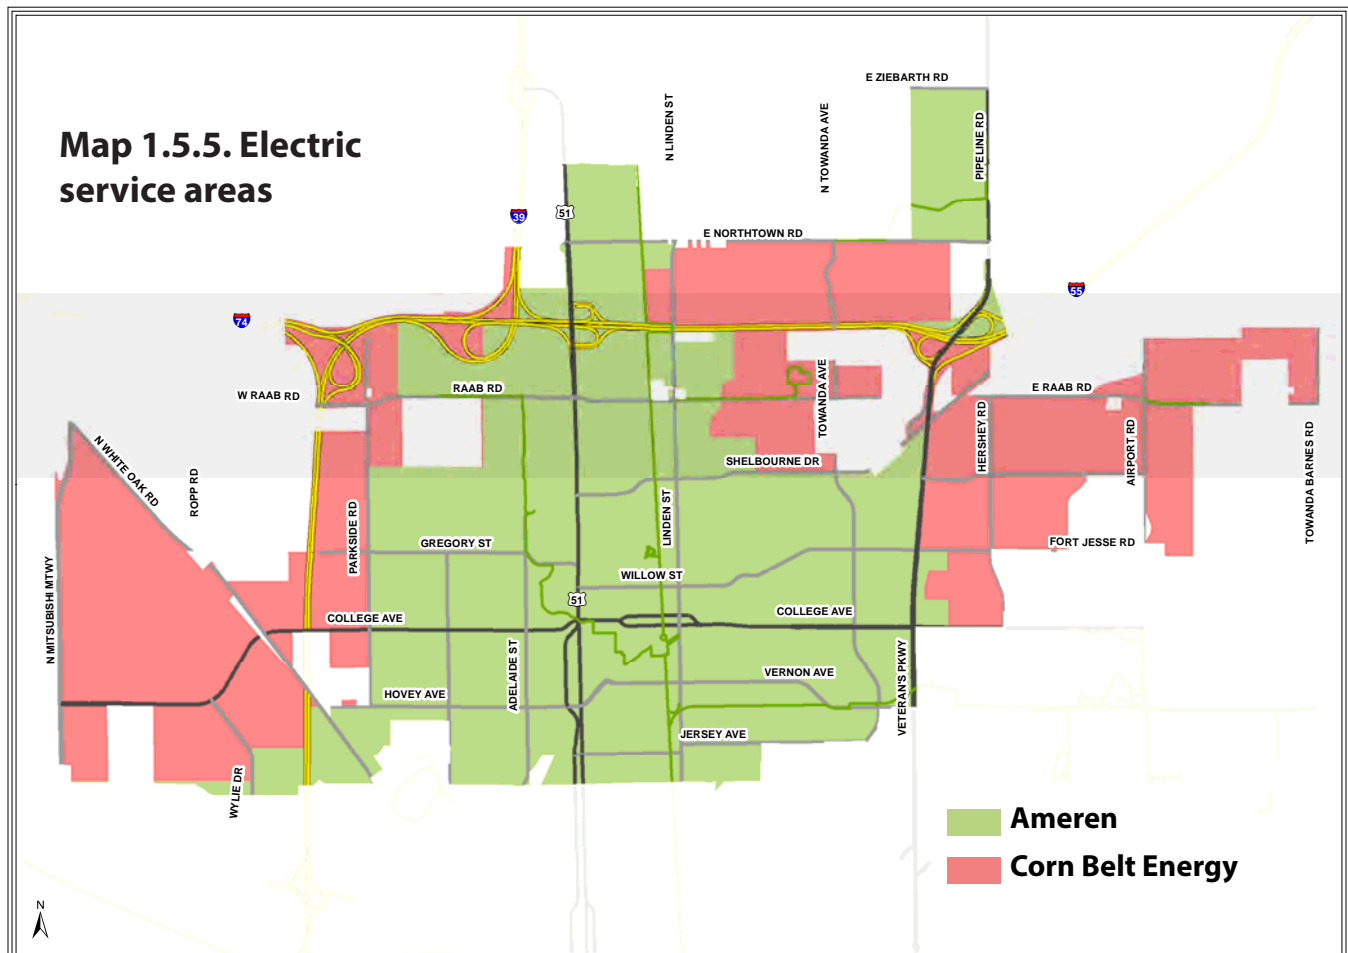 Map 1.5.5. Electric
service areas
E ZIEBARTH RD
N LINDEN ST
N TOWANDA AVE
PIPELINE RD
39
51
E NORTHTOWN RD
55
74
W RAAB RD
RAAB RD
TOWANDA AVE
E RAAB RD
N WHITE OAK RD
ROPP RD
SHELBOURNE DR
HERSHEY RD
AIRPORT RD
TOWANDA BARNES RD
LINDEN ST
PARKSIDE RD
GREGORY ST
FORT JESSE RD
WILLOW ST
N MITSUBISHI MTWY
51
COLLEGE AVE
COLLEGE AVE
ADELAIDE ST
VERNON AVE
VETERAN'S PKWY
HOVEY AVE
JERSEY AVE
WYLIE DR
Ameren
Corn Belt Energy
N